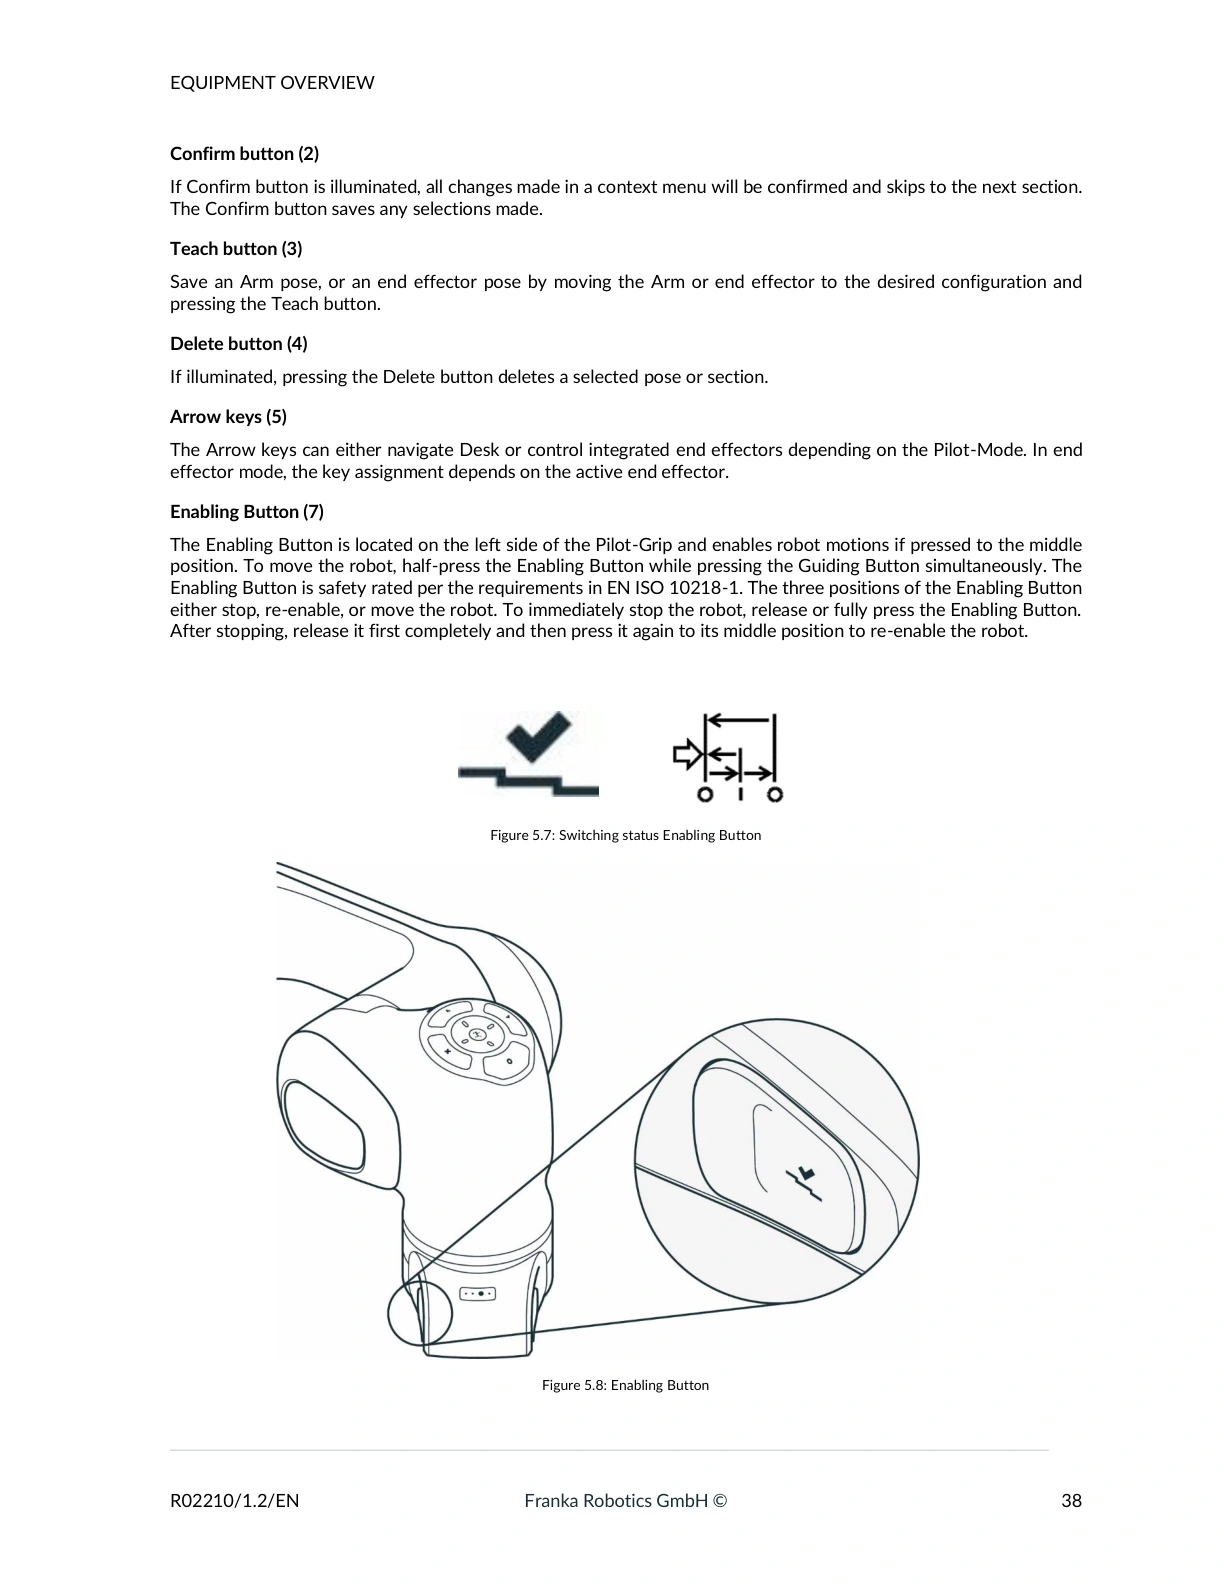 EQUIPMENT OVERVIEW
Confirm button (2)
If Confirm button is illuminated, all changes made in a context menu will be confirmed and skips to the next section.
The Confirm button saves any selections made.
Teach button (3)
Save an Arm pose, or an end effector pose by moving the Arm or end effector to the desired configuration and
pressing the Teach button.
Delete button (4)
If illuminated, pressing the Delete button deletes a selected pose or section.
Arrow keys (5)
The Arrow keys can either navigate Desk or control integrated end effectors depending on the Pilot-Mode. In end
effector mode, the key assignment depends on the active end effector.
Enabling Button (7)
The Enabling Button is located on the left side of the Pilot-Grip and enables robot motions if pressed to the middle
position. To move the robot, half-press the Enabling Button while pressing the Guiding Button simultaneously. The
Enabling Button is safety rated per the requirements in EN ISO 10218-1. The three positions of the Enabling Button
either stop, re-enable, or move the robot. To immediately stop the robot, release or fully press the Enabling Button.
After stopping, release it first completely and then press it again to its middle position to re-enable the robot.
O I O
Figure 5.7: Switching status Enabling Button
Figure 5.8: Enabling Button
R02210/1.2/EN Franka Robotics GmbH © 38